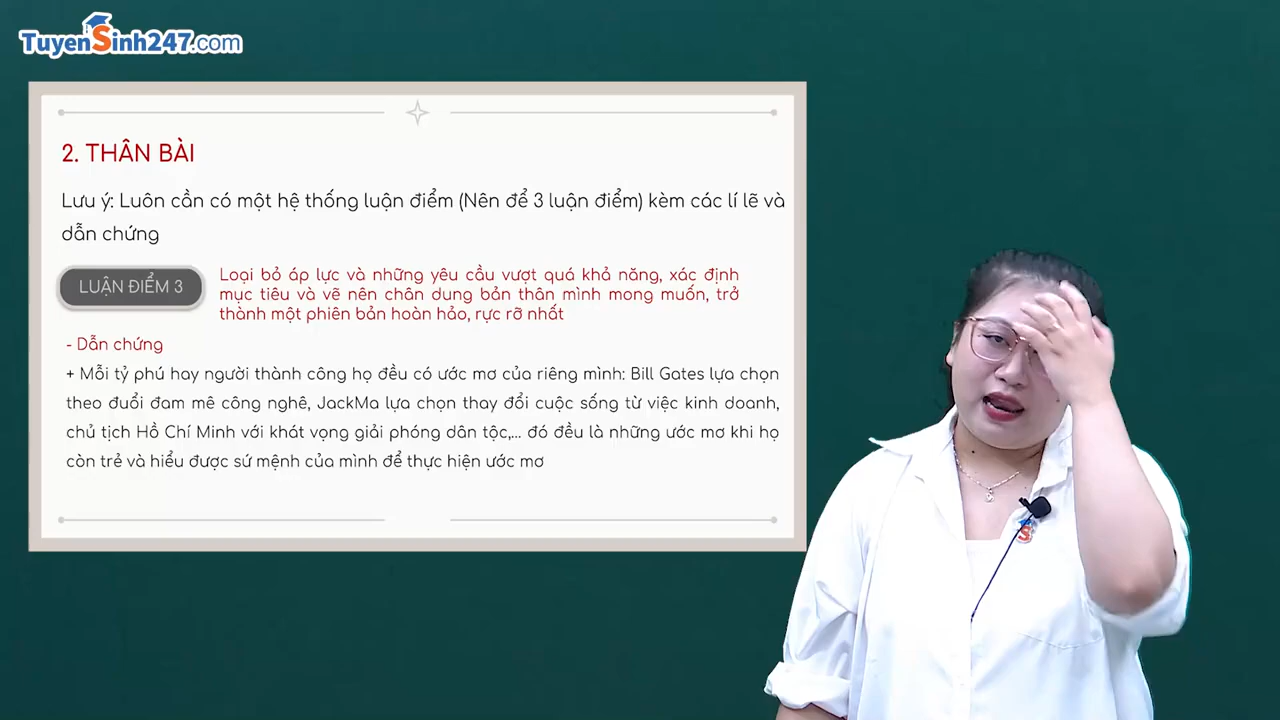 TuyenSinh247.com
2. THÂN BÀI
Lưu ý: Luôn cần có một hệ thống luận điểm (Nên để 3 luận điểm) kèm các lí lẽ và
dẫn chứng
LUẬN ĐIỂM 3
Loại bỏ áp lực và những yêu cầu vượt quá khả năng, xác định
mục tiêu và vẽ nên chân dung bản thân mình mong muốn, trở
thành một phiên bản hoàn hảo, rực rỡ nhất
- Dẫn chứng
+ Mỗi tỷ phú hay người thành công họ đều có ước mơ của riêng mình: Bill Gates lựa chọn
theo đuổi đam mê công nghê, JackMa lựa chọn thay đổi cuộc sống từ việc kinh doanh,
chủ tịch Hồ Chí Minh với khát vọng giải phóng dân tộc,... đó đều là những ước mơ khi họ
còn trẻ và hiểu được sứ mệnh của mình để thực hiện ước mơ